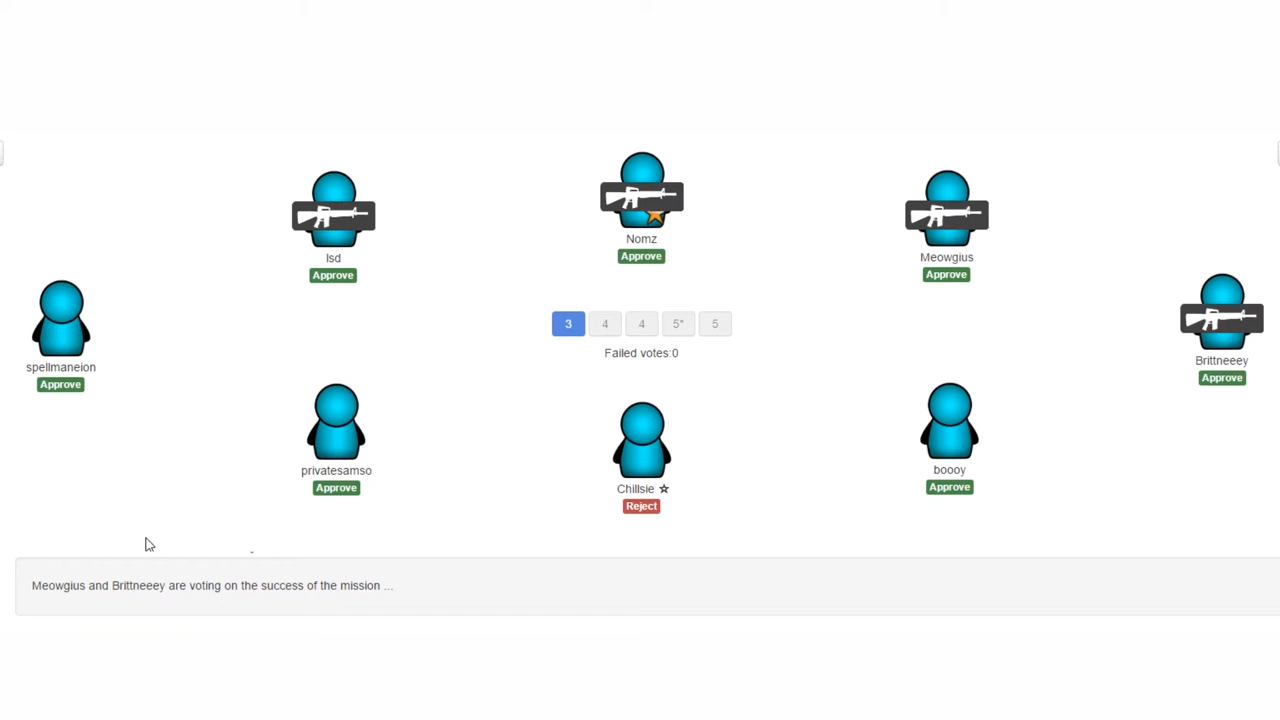 Nomz
Approve
lsd
Approve
Meowgius
Approve
spellmaneion
Approve
3 4 4 5* 5
Failed votes:0
Brittneeey
Approve
privatesamso
Approve
Chillsie ☆
Reject
boooy
Approve
Meowgius and Brittneeey are voting on the success of the mission ...